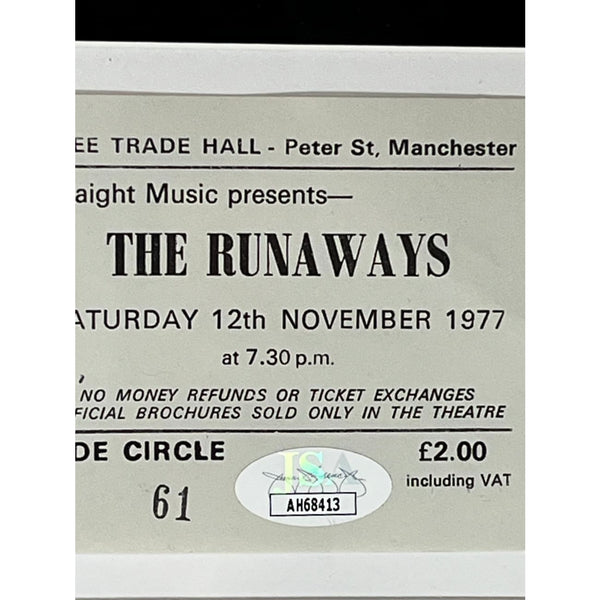 EE TRADE HALL - Peter St, Manchester
aight Music presents—
THE RUNAWAYS
ATURDAY 12th NOVEMBER 1977
at 7.30 p.m.
NO MONEY REFUNDS OR TICKET EXCHANGES
FICIAL BROCHURES SOLD ONLY IN THE THEATRE
DE CIRCLE £2.00
including VAT
61
JSA
AH68413